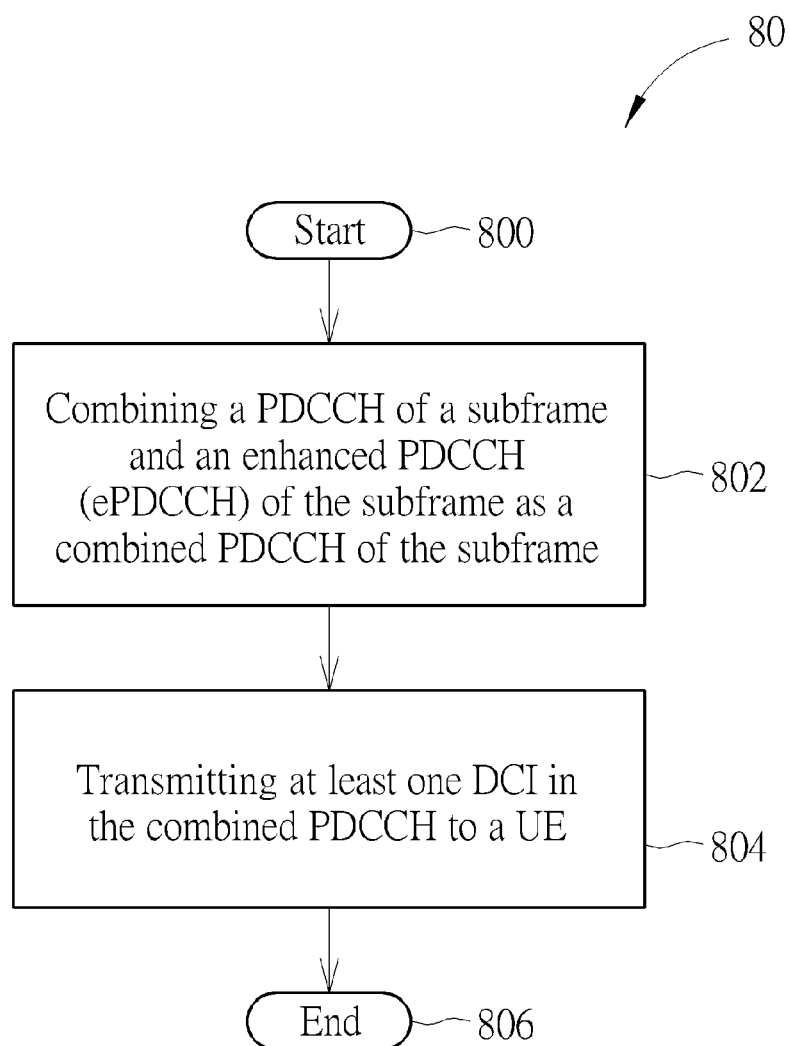 80
Start
800
Combining a PDCCH of a subframe
and an enhanced PDCCH
(ePDCCH) of the subframe as a
combined PDCCH of the subframe
802
Transmitting at least one DCI in
the combined PDCCH to a UE
804
End
806